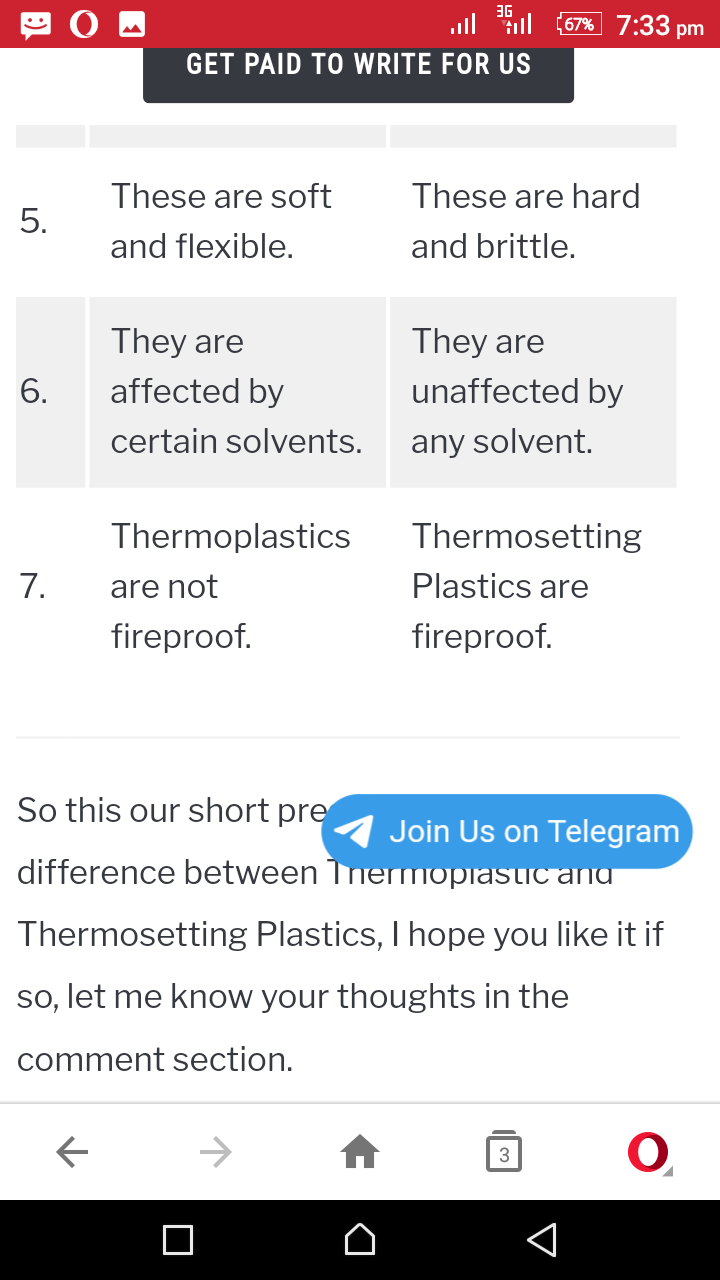 3G
67%
7:33 pm
GET PAID TO WRITE FOR US
5.
These are soft
and flexible.
These are hard
and brittle.
6.
They are
affected by
certain solvents.
They are
unaffected by
any solvent.
7.
Thermoplastics
are not
fireproof.
Thermosetting
Plastics are
fireproof.
So this our short pre
Join Us on Telegram
difference between Thermoplastic and
Thermosetting Plastics, I hope you like it if
so, let me know your thoughts in the
comment section.
3